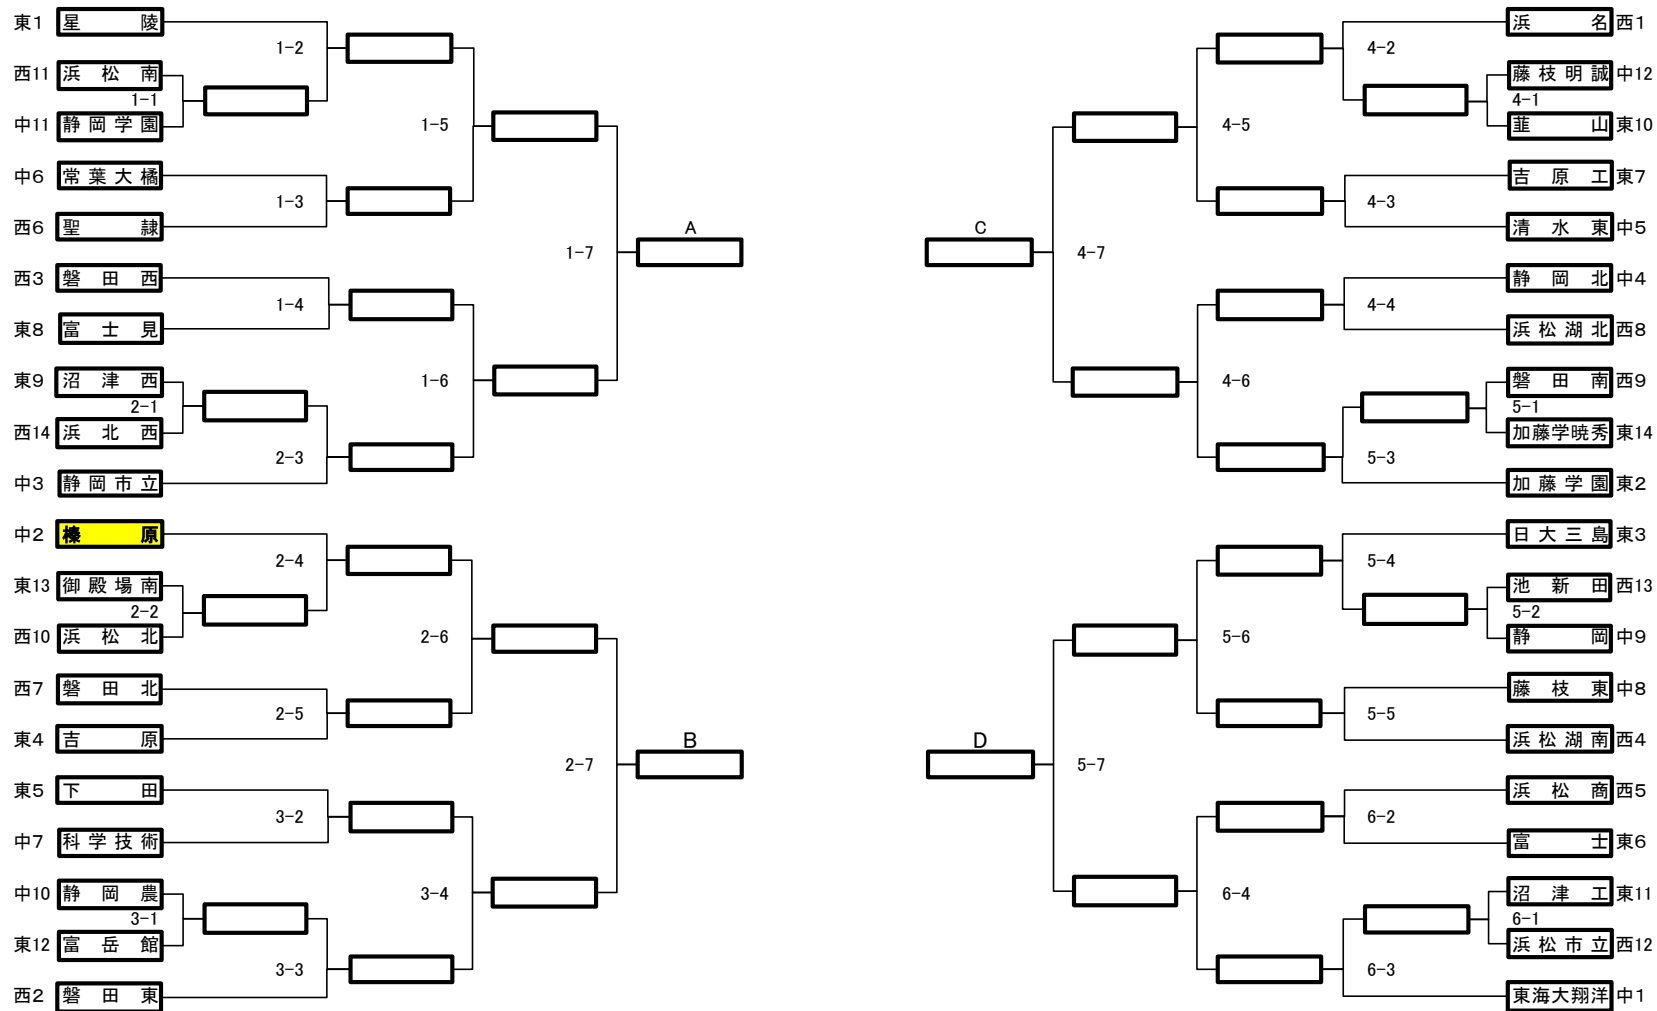 東1 星陵
1-2
西11 浜松南
1-1
中11 静岡学園
1-5
中6 常葉大橘
1-3
西6 聖隷
A
1-7
西3 磐田西
1-4
東8 富士見
東9 沼津西
1-6
2-1
西14 浜北西
2-3
中3 静岡市立
中2 榛原
2-4
東13 御殿場南
2-2
西10 浜松北
2-6
西7 磐田北
2-5
東4 吉原
B
2-7
東5 下田
3-2
中7 科学技術
中10 静岡農
3-4
3-1
東12 富岳館
3-3
西2 磐田東
浜名 西1
4-2
藤枝明誠 中12
4-1
韮山 東10
4-5
吉原工 東7
4-3
清水東 中5
C
4-7
静岡北 中4
4-4
浜松湖北 西8
磐田南 西9
4-6
5-1
加藤学暁秀 東14
5-3
加藤学園 東2
日大三島 東3
5-4
池新田 西13
5-2
静岡 中9
5-6
藤枝東 中8
5-5
浜松湖南 西4
D
5-7
浜松商 西5
6-2
富士 東6
沼津工 東11
6-4
6-1
浜松市立 西12
6-3
東海大翔洋 中1